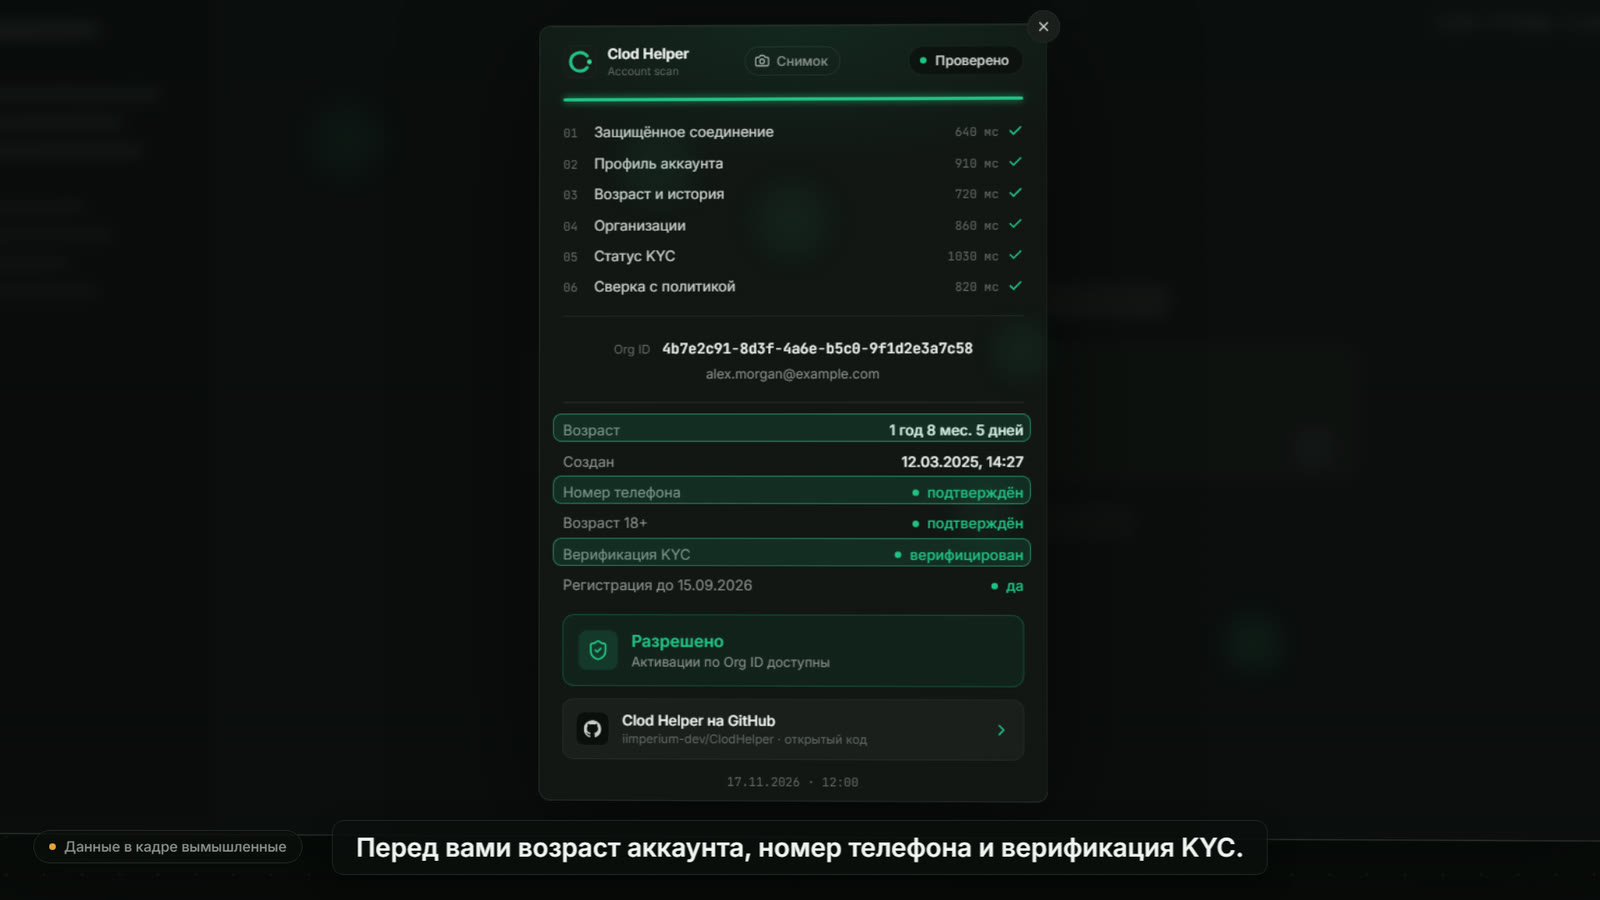 Clod Helper
Account scan
Снимок
Проверено
01 Защищённое соединение 640 мс
02 Профиль аккаунта 910 мс
03 Возраст и история 720 мс
04 Организации 860 мс
05 Статус KYC 1030 мс
06 Сверка с политикой 820 мс
Org ID 4b7e2c91-8d3f-4a6e-b5c0-9f1d2e3a7c58
alex.morgan@example.com
Возраст 1 год 8 мес. 5 дней
Создан 12.03.2025, 14:27
Номер телефона подтверждён
Возраст 18+ подтверждён
Верификация KYC верифицирован
Регистрация до 15.09.2026 да
Разрешено
Активации по Org ID доступны
Clod Helper на GitHub
iimperium-dev/ClodHelper · открытый код
17.11.2026 · 12:00
Данные в кадре вымышленные
Перед вами возраст аккаунта, номер телефона и верификация KYC.